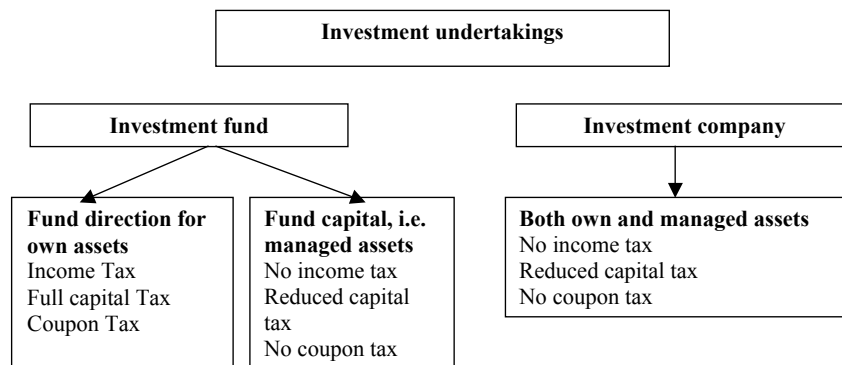 Investment undertakings
Investment fund
Investment company
Fund direction for
own assets
Income Tax
Full capital Tax
Coupon Tax
Fund capital, i.e.
managed assets
No income tax
Reduced capital
tax
No coupon tax
Both own and managed assets
No income tax
Reduced capital tax
No coupon tax